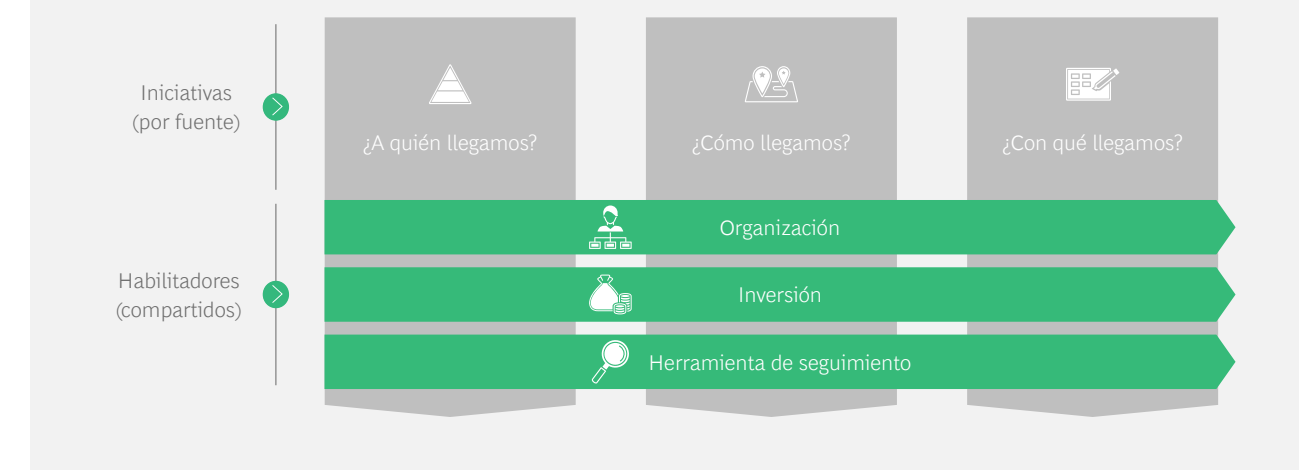 Iniciativas
(por fuente)
¿A quién llegamos?
¿Cómo llegamos?
¿Con qué llegamos?
Habilitadores
(compartidos)
Organización
Inversión
Herramienta de seguimiento